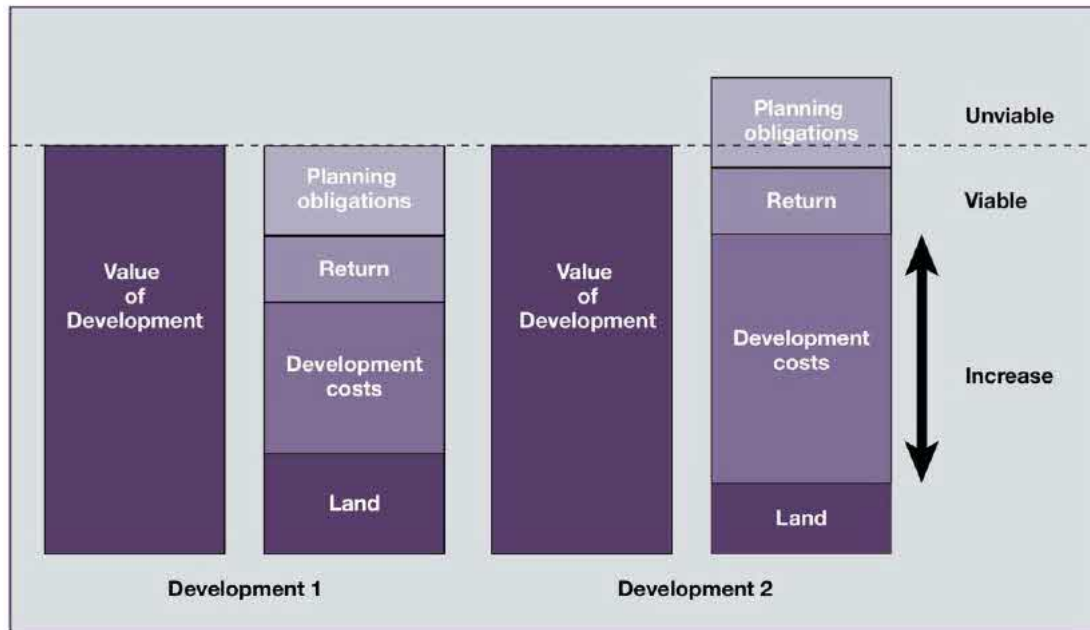 Planning
obligations
Return
Development
costs
Land
Value
of
Development
Development 1
Planning
obligations
Return
Development
costs
Land
Value
of
Development
Development 2
Unviable
Viable
Increase